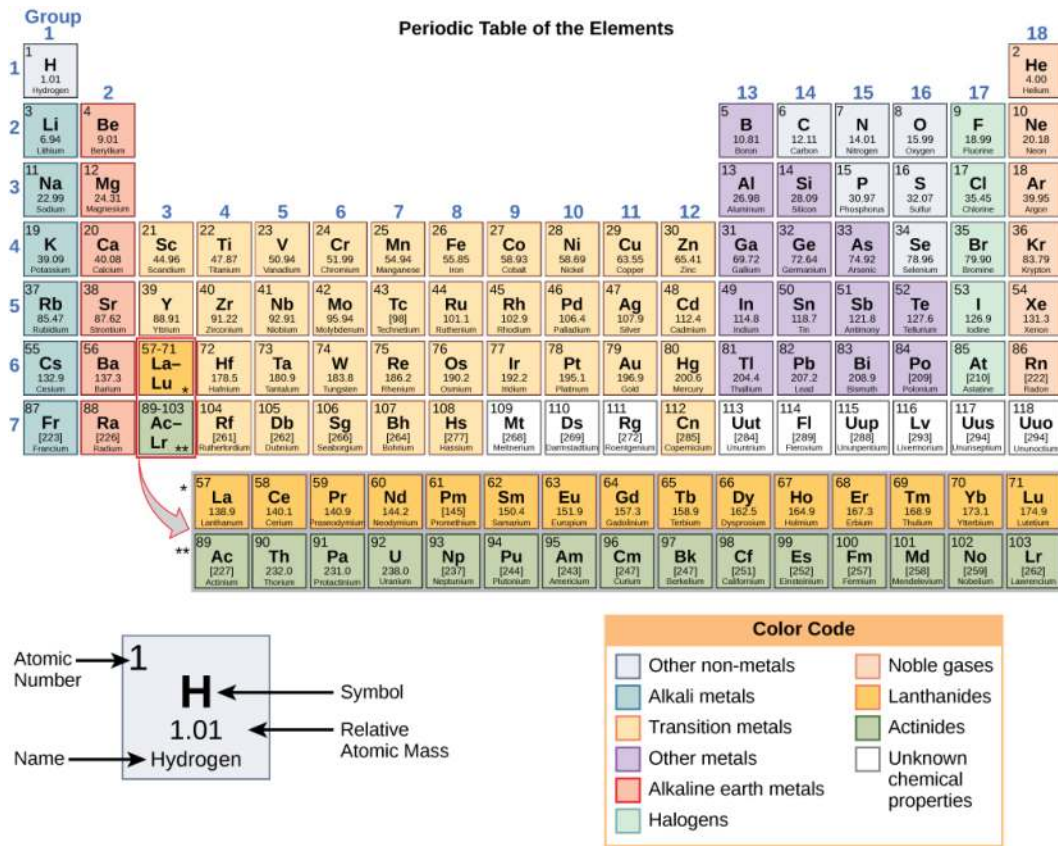 Periodic Table of the Elements
Group
1 18
1 2
1 H He
1.01 4.00
Hydrogen Helium
2 13 14 15 16 17
3 4 5 6 7 8 9 10
2 Li Be B C N O F Ne
6.94 9.01 10.81 12.11 14.01 15.99 18.99 20.18
Lithium Beryllium Boron Carbon Nitrogen Oxygen Fluorine Neon
11 12 13 14 15 16 17 18
3 Na Mg Al Si P S Cl Ar
22.99 24.31 26.98 28.09 30.97 32.07 35.45 39.95
Sodium Magnesium Aluminum Silicon Phosphorus Sulfur Chlorine Argon
3 4 5 6 7 8 9 10 11 12
19 20 21 22 23 24 25 26 27 28 29 30 31 32 33 34 35 36
4 K Ca Sc Ti V Cr Mn Fe Co Ni Cu Zn Ga Ge As Se Br Kr
39.09 40.08 44.96 47.87 50.94 51.99 54.94 55.85 58.93 58.69 63.55 65.41 69.72 72.64 74.92 78.96 79.90 83.79
Potassium Calcium Scandium Titanium Vanadium Chromium Manganese Iron Cobalt Nickel Copper Zinc Gallium Germanium Arsenic Selenium Bromine Krypton
37 38 39 40 41 42 43 44 45 46 47 48 49 50 51 52 53 54
5 Rb Sr Y Zr Nb Mo Tc Ru Rh Pd Ag Cd In Sn Sb Te I Xe
85.47 87.62 88.91 91.22 92.91 95.94 [98] 101.1 102.9 106.4 107.9 112.4 114.8 118.7 121.8 127.6 126.9 131.3
Rubidium Strontium Yttrium Zirconium Niobium Molybdenum Technetium Ruthenium Rhodium Palladium Silver Cadmium Indium Tin Antimony Tellurium Iodine Xenon
55 56 57-71 72 73 74 75 76 77 78 79 80 81 82 83 84 85 86
6 Cs Ba La– Hf Ta W Re Os Ir Pt Au Hg Tl Pb Bi Po At Rn
132.9 137.3 Lu * 178.5 180.9 183.8 186.2 190.2 192.2 195.1 196.9 200.6 204.4 207.2 208.9 [209] [210] [222]
Cesium Barium Hafnium Tantalum Tungsten Rhenium Osmium Iridium Platinum Gold Mercury Thallium Lead Bismuth Polonium Astatine Radon
87 88 89-103 104 105 106 107 108 109 110 111 112 113 114 115 116 117 118
7 Fr Ra Ac– Rf Db Sg Bh Hs Mt Ds Rg Cn Uut Fl Uup Lv Uus Uuo
[223] [226] Lr ** [261] [262] [266] [264] [277] [268] [269] [272] [285] [284] [289] [288] [293] [294] [294]
Francium Radium Rutherfordium Dubnium Seaborgium Bohrium Hassium Meitnerium Darmstadtium Roentgenium Copernicium Ununtrium Flerovium Ununpentium Livermorium Ununseptium Ununoctium
57 58 59 60 61 62 63 64 65 66 67 68 69 70 71
* La Ce Pr Nd Pm Sm Eu Gd Tb Dy Ho Er Tm Yb Lu
138.9 140.1 140.9 144.2 [145] 150.4 151.9 157.3 158.9 162.5 164.9 167.3 168.9 173.1 174.9
Lanthanum Cerium Preanodymium Neodymium Promethium Samarium Europium Gadolinium Terbium Dysprosium Holmium Erbium Thulium Ytterbium Lutetium
89 90 91 92 93 94 95 96 97 98 99 100 101 102 103
** Ac Th Pa U Np Pu Am Cm Bk Cf Es Fm Md No Lr
[227] 232.0 231.0 238.0 [237] [244] [243] [247] [247] [251] [252] [257] [258] [259] [262]
Actinium Thorium Protactinium Uranium Neptunium Plutonium Americium Curium Berkelium Californium Einsteinium Fermium Mendelevium Nobelium Lawrencium
Atomic
Number
1
H
Symbol
1.01
Relative
Atomic Mass
Name
Hydrogen
Color Code
Other non-metals
Alkali metals
Transition metals
Other metals
Alkaline earth metals
Halogens
Noble gases
Lanthanides
Actinides
Unknown
chemical
properties